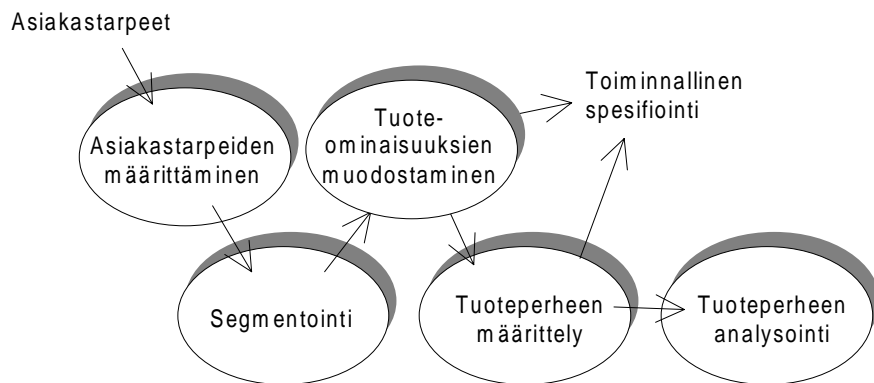 Asiakastarpeet
Asiakastarpeiden
määrittäminen
Tuote-
ominaisuuksien
muodostaminen
Toiminnallinen
spesifiointi
Segmentointi
Tuoteperheen
määrittely
Tuoteperheen
analysointi